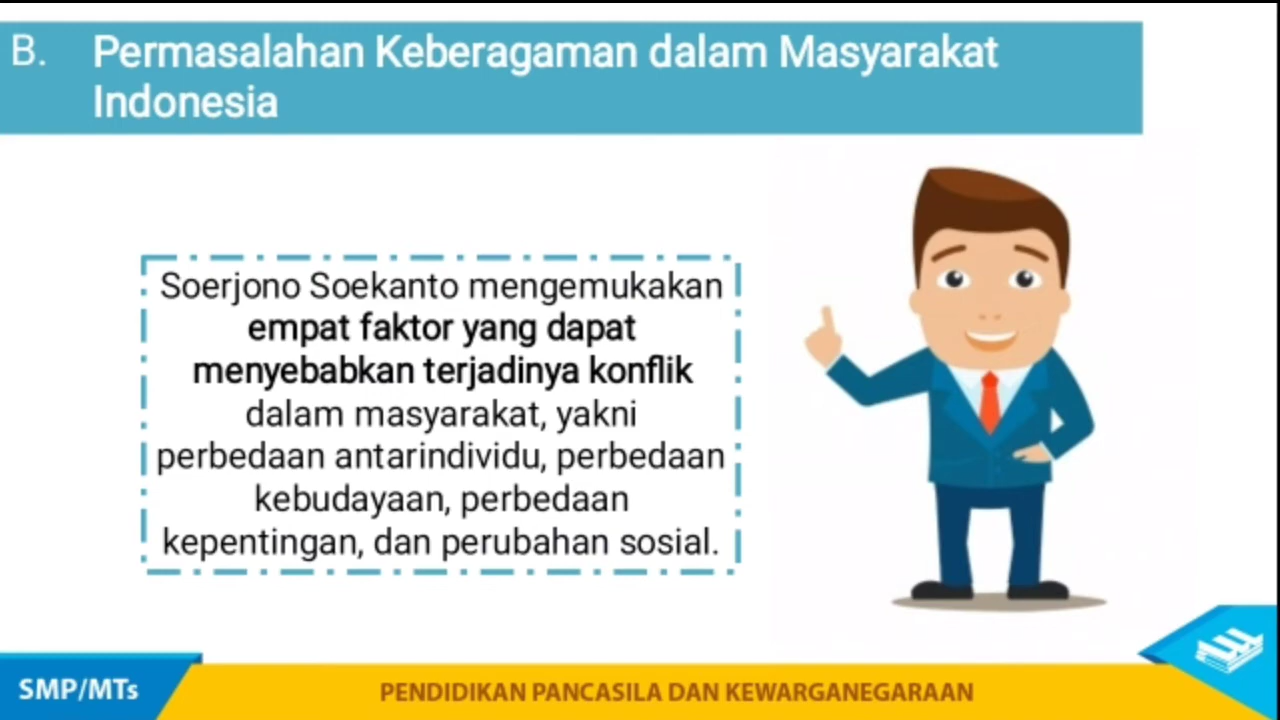 B. Permasalahan Keberagaman dalam Masyarakat
Indonesia
Soerjono Soekanto mengemukakan
empat faktor yang dapat
menyebabkan terjadinya konflik
dalam masyarakat, yakni
perbedaan antarindividu, perbedaan
kebudayaan, perbedaan
kepentingan, dan perubahan sosial.
SMP/MTs
PENDIDIKAN PANCASILA DAN KEWARGANEGARAAN